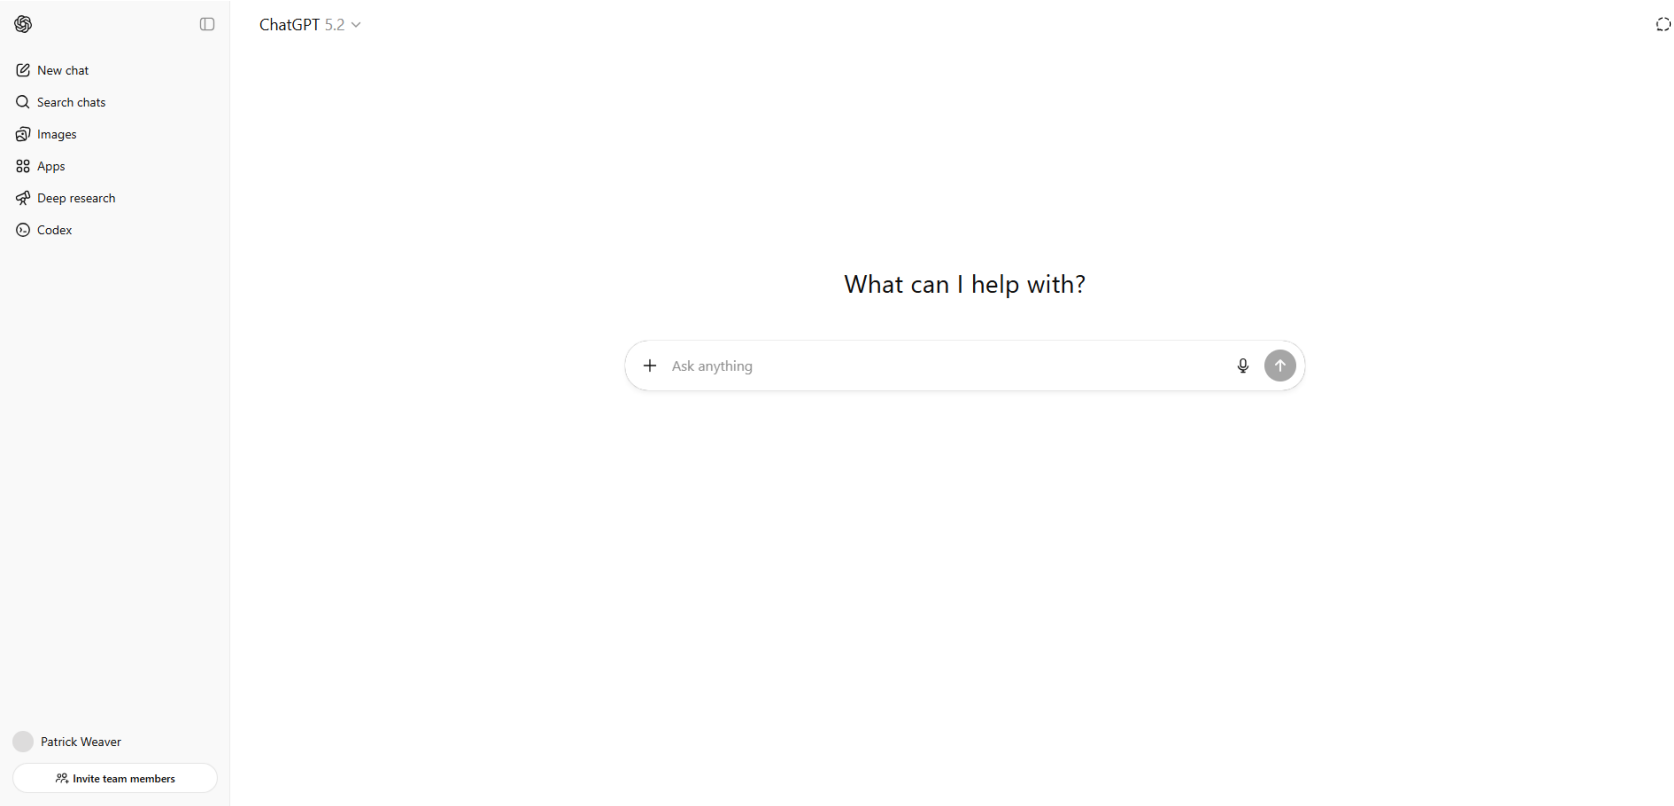 ChatGPT 5.2
New chat
Search chats
Images
Apps
Deep research
Codex
What can I help with?
Ask anything
Patrick Weaver
Invite team members